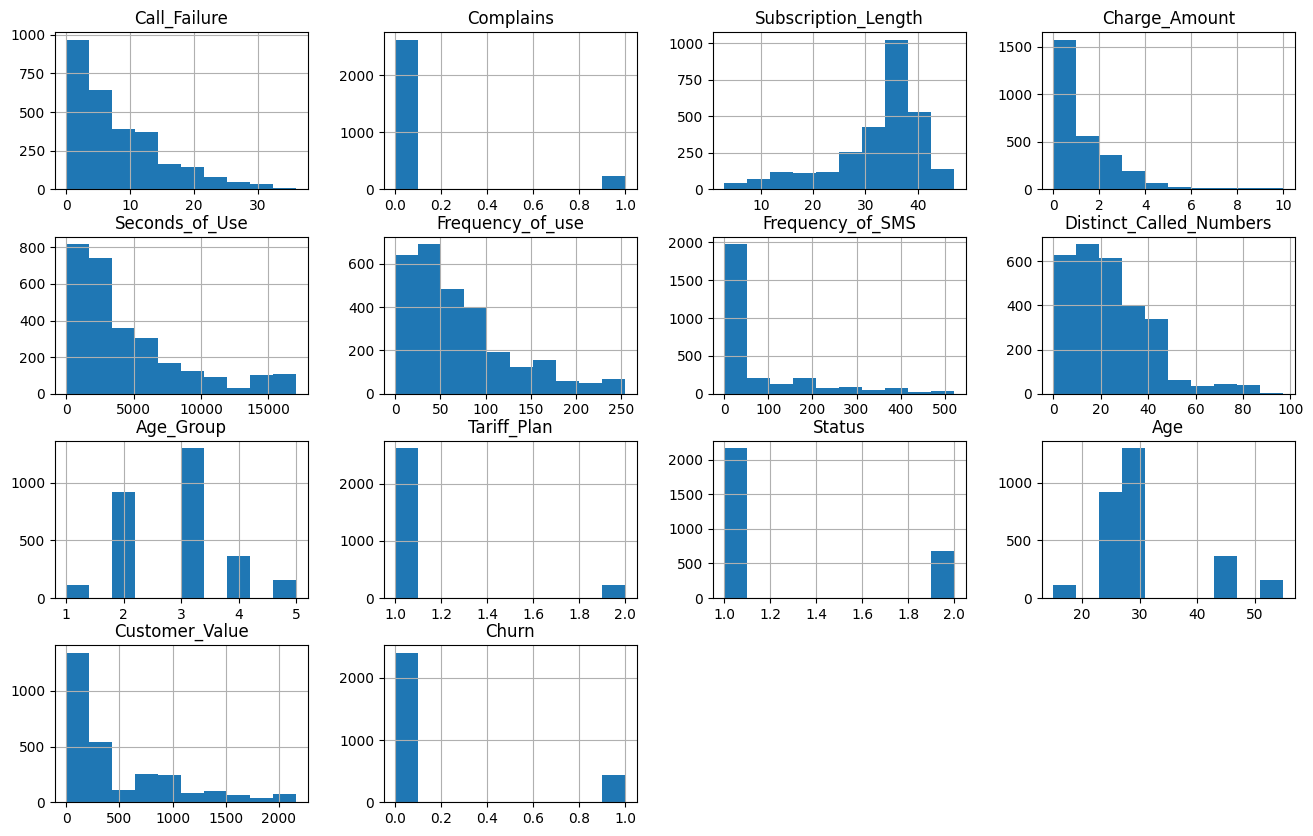 Call_Failure Complains Subscription_Length Charge_Amount
1000 750 500 250 0
0 10 20 30
2000 1000 0
0.0 0.2 0.4 0.6 0.8 1.0
1000 750 500 250 0
10 20 30 40
1500 1000 500 0
0 2 4 6 8 10
Seconds_of_Use Frequency_of_use Frequency_of_SMS Distinct_Called_Numbers
800 600 400 200 0
0 5000 10000 15000
600 400 200 0
0 50 100 150 200 250
2000 1500 1000 500 0
0 100 200 300 400 500
600 400 200 0
0 20 40 60 80 100
Age_Group Tariff_Plan Status Age
1000 500 0
1 2 3 4 5
2000 1000 0
1.0 1.2 1.4 1.6 1.8 2.0
2000 1500 1000 500 0
1.0 1.2 1.4 1.6 1.8 2.0
1000 500 0
20 30 40 50
Customer_Value Churn
1000 500 0
0 500 1000 1500 2000
2000 1000 0
0.0 0.2 0.4 0.6 0.8 1.0